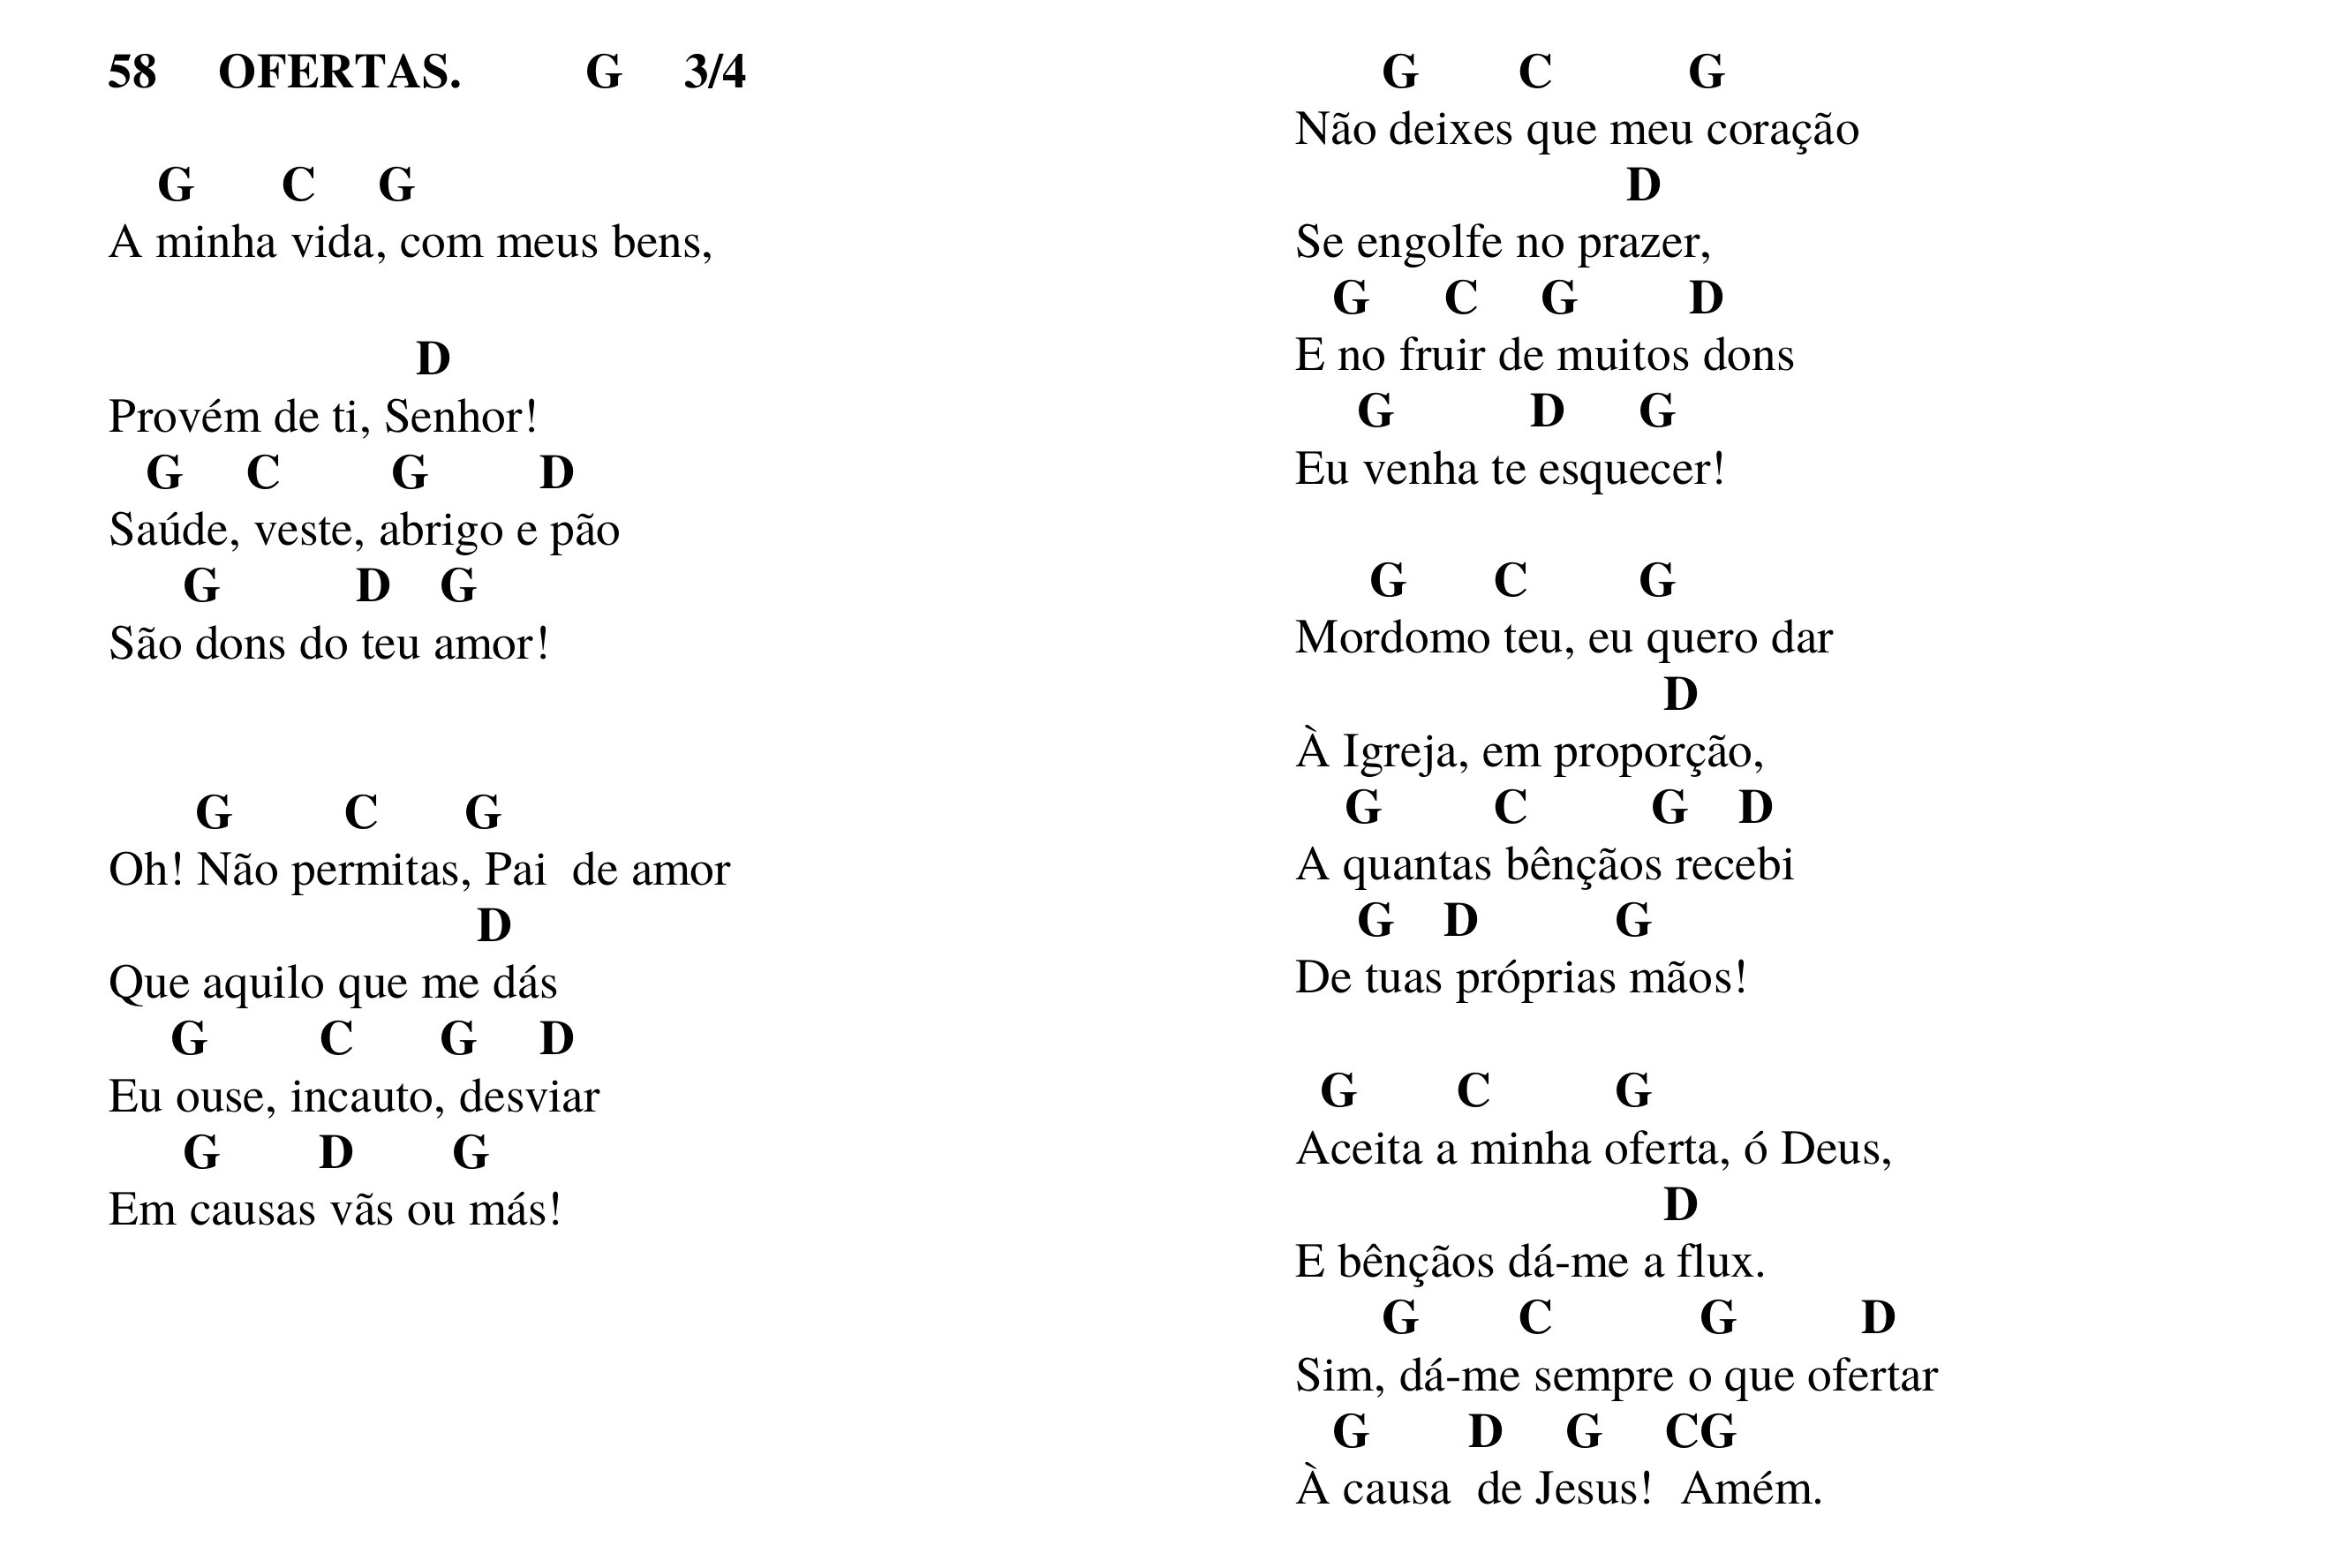 58     OFERTAS.          G     3/4
G       C     G
A minha vida, com meus bens,
D
Provém de ti, Senhor!
G     C         G         D
Saúde, veste, abrigo e pão
G           D    G
São dons do teu amor!
G         C       G
Oh! Não permitas, Pai  de amor
D
Que aquilo que me dás
G         C       G     D
Eu ouse, incauto, desviar
G        D        G
Em causas vãs ou más!
G        C           G
Não deixes que meu coração
D
Se engolfe no prazer,
G      C     G         D
E no fruir de muitos dons
G           D      G
Eu venha te esquecer!
G       C         G
Mordomo teu, eu quero dar
D
À Igreja, em proporção,
G         C          G    D
A quantas bênçãos recebi
G    D           G
De tuas próprias mãos!
G        C          G
Aceita a minha oferta, ó Deus,
D
E bênçãos dá-me a flux.
G        C            G          D
Sim, dá-me sempre o que ofertar
G        D     G     CG
À causa  de Jesus!  Amém.